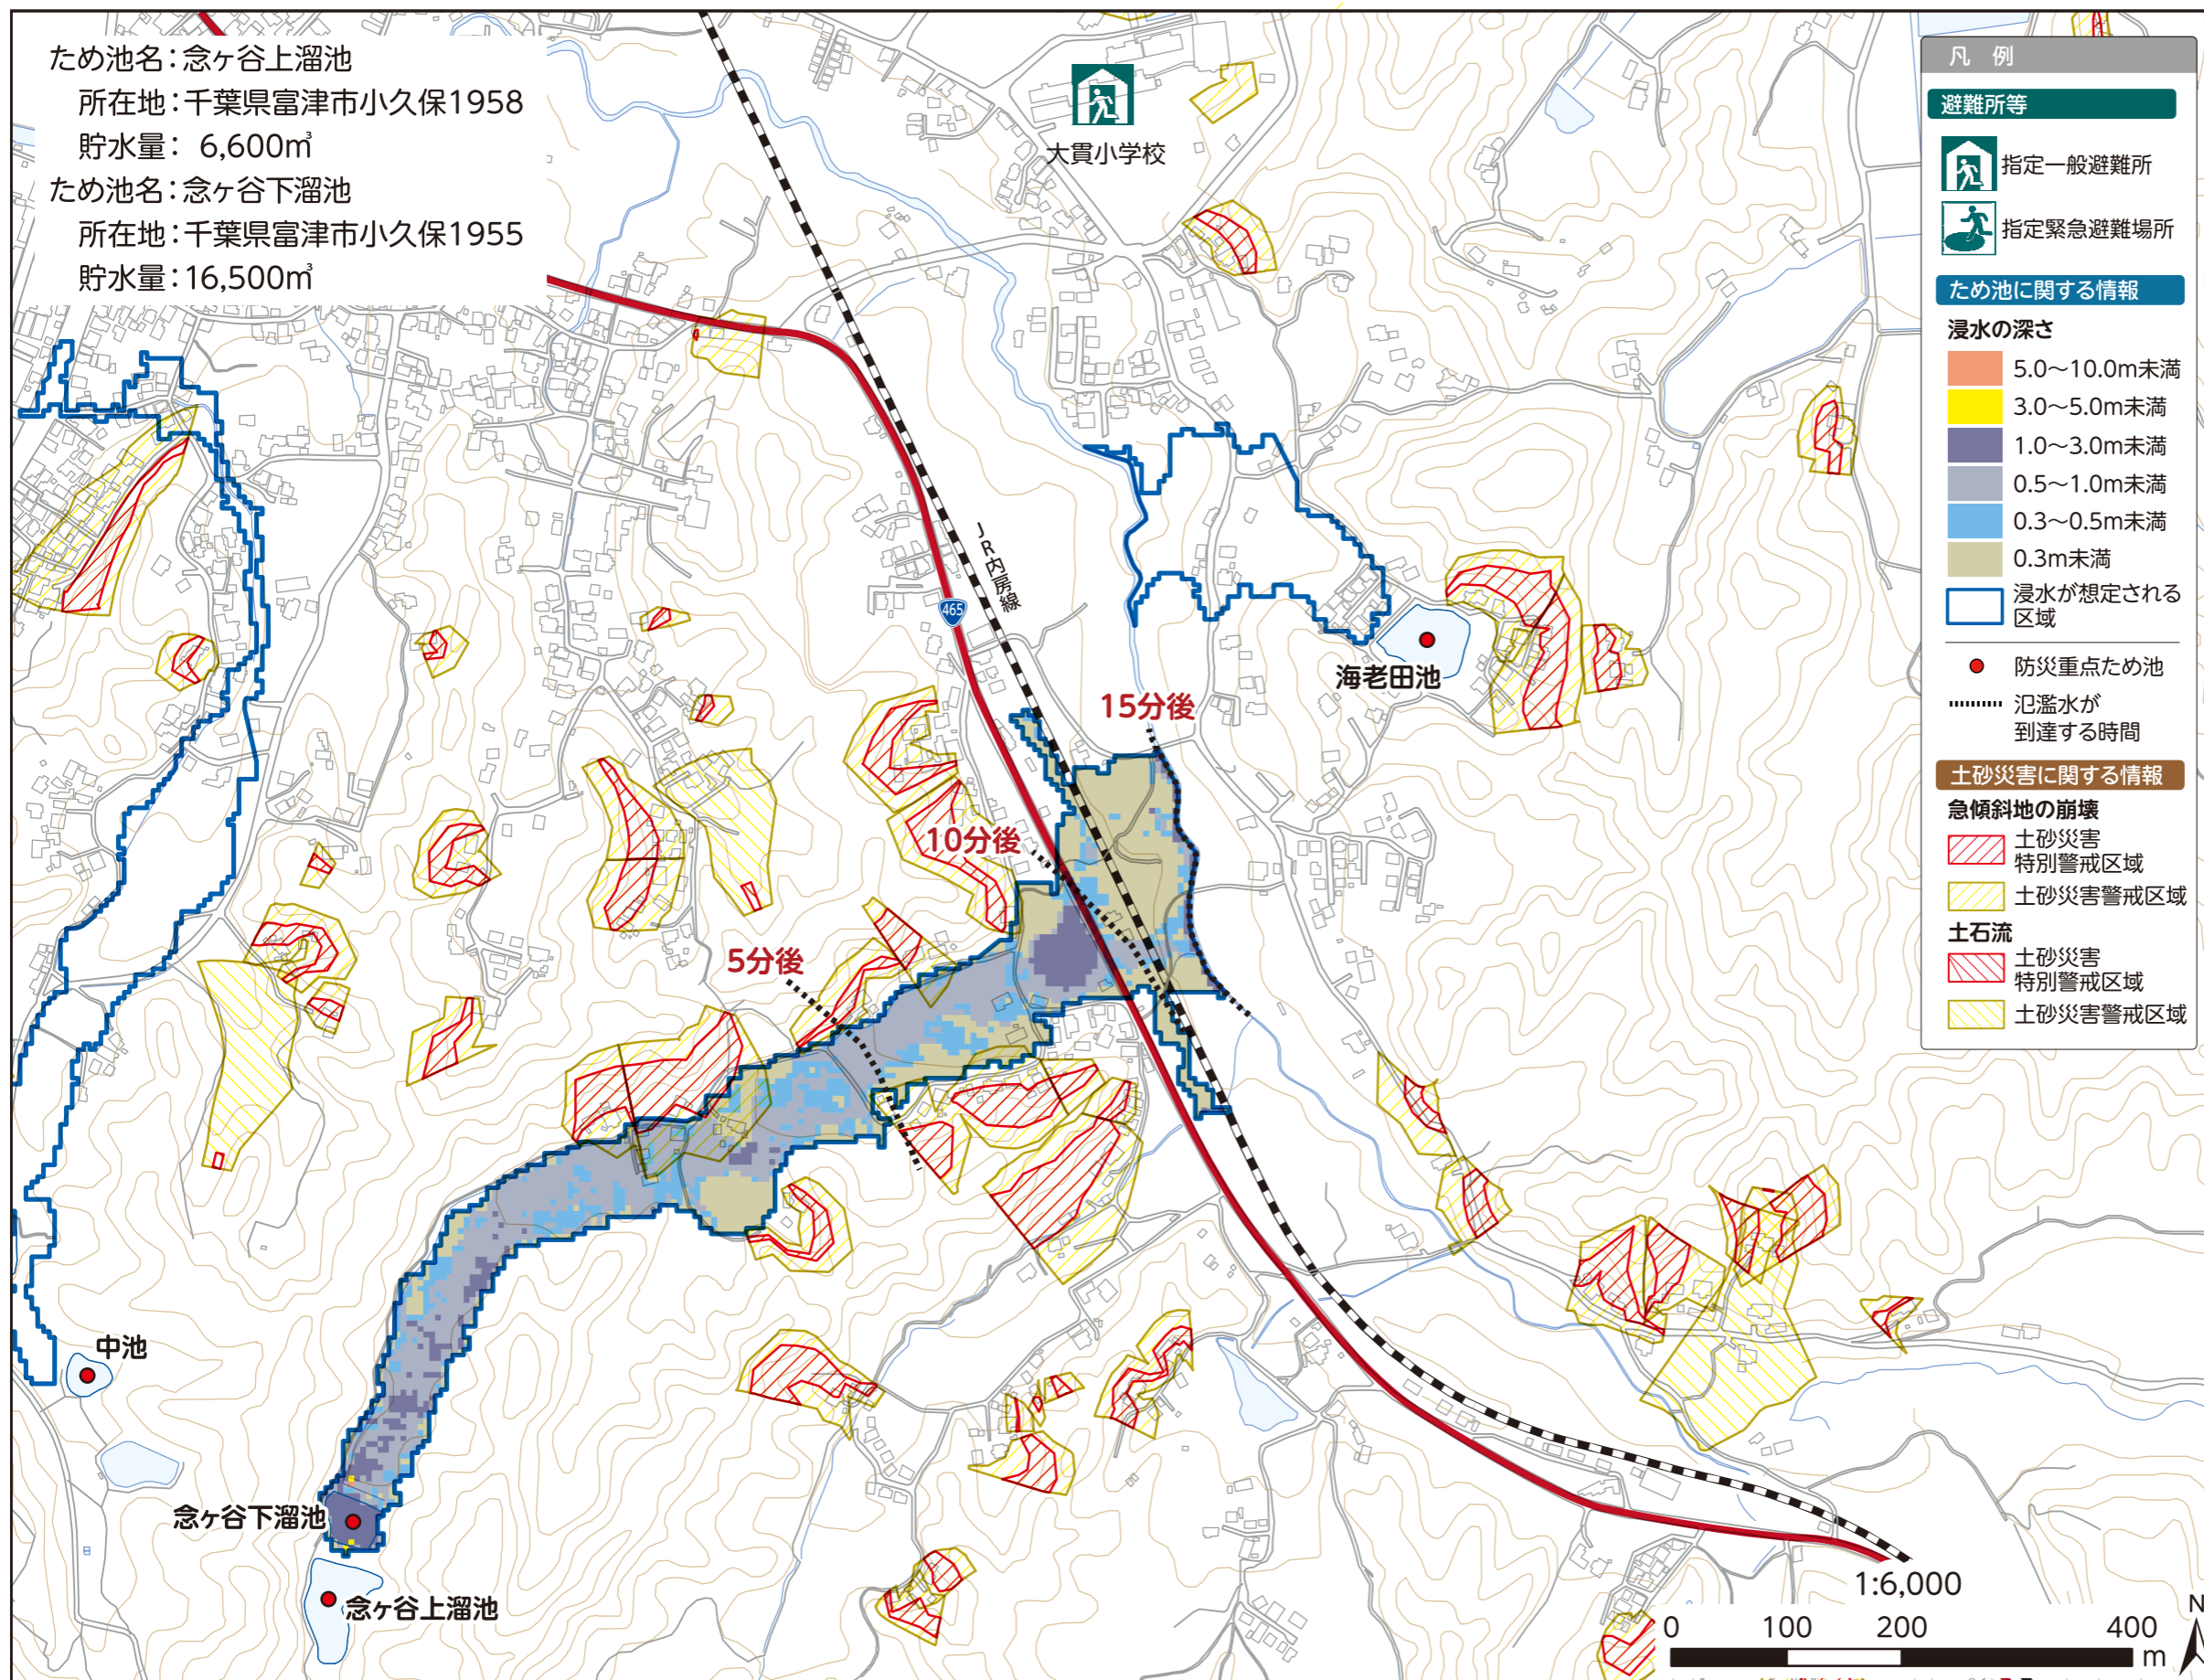 ため池名：念ヶ谷上溜池
所在地：千葉県富津市小久保1958
貯水量： 6,600㎥
ため池名：念ヶ谷下溜池
所在地：千葉県富津市小久保1955
貯水量：16,500㎥
大貫小学校
465
JR内房線
海老田池
15分後
10分後
5分後
中池
念ヶ谷下溜池
念ヶ谷上溜池
凡 例
避難所等
指定一般避難所
指定緊急避難場所
ため池に関する情報
浸水の深さ
5.0～10.0m未満
3.0～5.0m未満
1.0～3.0m未満
0.5～1.0m未満
0.3～0.5m未満
0.3m未満
浸水が想定される
区域
防災重点ため池
氾濫水が
到達する時間
土砂災害に関する情報
急傾斜地の崩壊
土砂災害
特別警戒区域
土砂災害警戒区域
土石流
土砂災害
特別警戒区域
土砂災害警戒区域
1:6,000
0 100 200 400
m
N